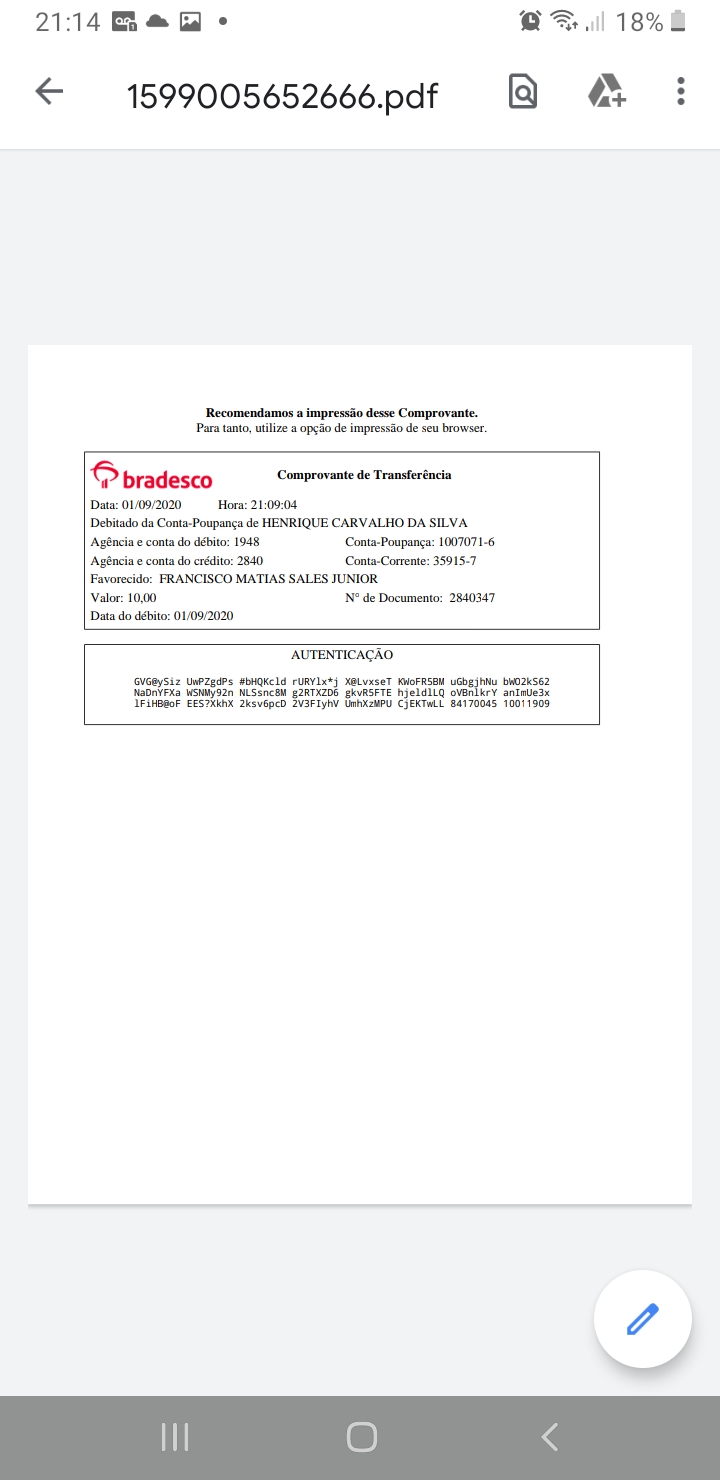 21:14
18%
1599005652666.pdf
Recomendamos a impressão desse Comprovante.
Para tanto, utilize a opção de impressão de seu browser.
bradesco Comprovante de Transferência
Data: 01/09/2020 Hora: 21:09:04
Debitado da Conta-Poupança de HENRIQUE CARVALHO DA SILVA
Agência e conta do débito: 1948 Conta-Poupança: 1007071-6
Agência e conta do crédito: 2840 Conta-Corrente: 35915-7
Favorecido: FRANCISCO MATIAS SALES JUNIOR
Valor: 10,00 N° de Documento: 2840347
Data do débito: 01/09/2020
AUTENTICAÇÃO
GVG@ySiz UwPZgdPs #bHQKcld rURYlx*j X@LvxseT KWoFR5BM uGbgjhNu bWO2kS62
NaDnYFXa WSNMy92n NLSsnc8M g2RTXZD6 gkvR5FTE hjeldlLQ oVBnlkrY anImUe3x
lFiHB@oF EES?XkhX 2ksv6pcD 2V3FIyhV UmhXzMPU CjEKTwLL 84170045 10011909